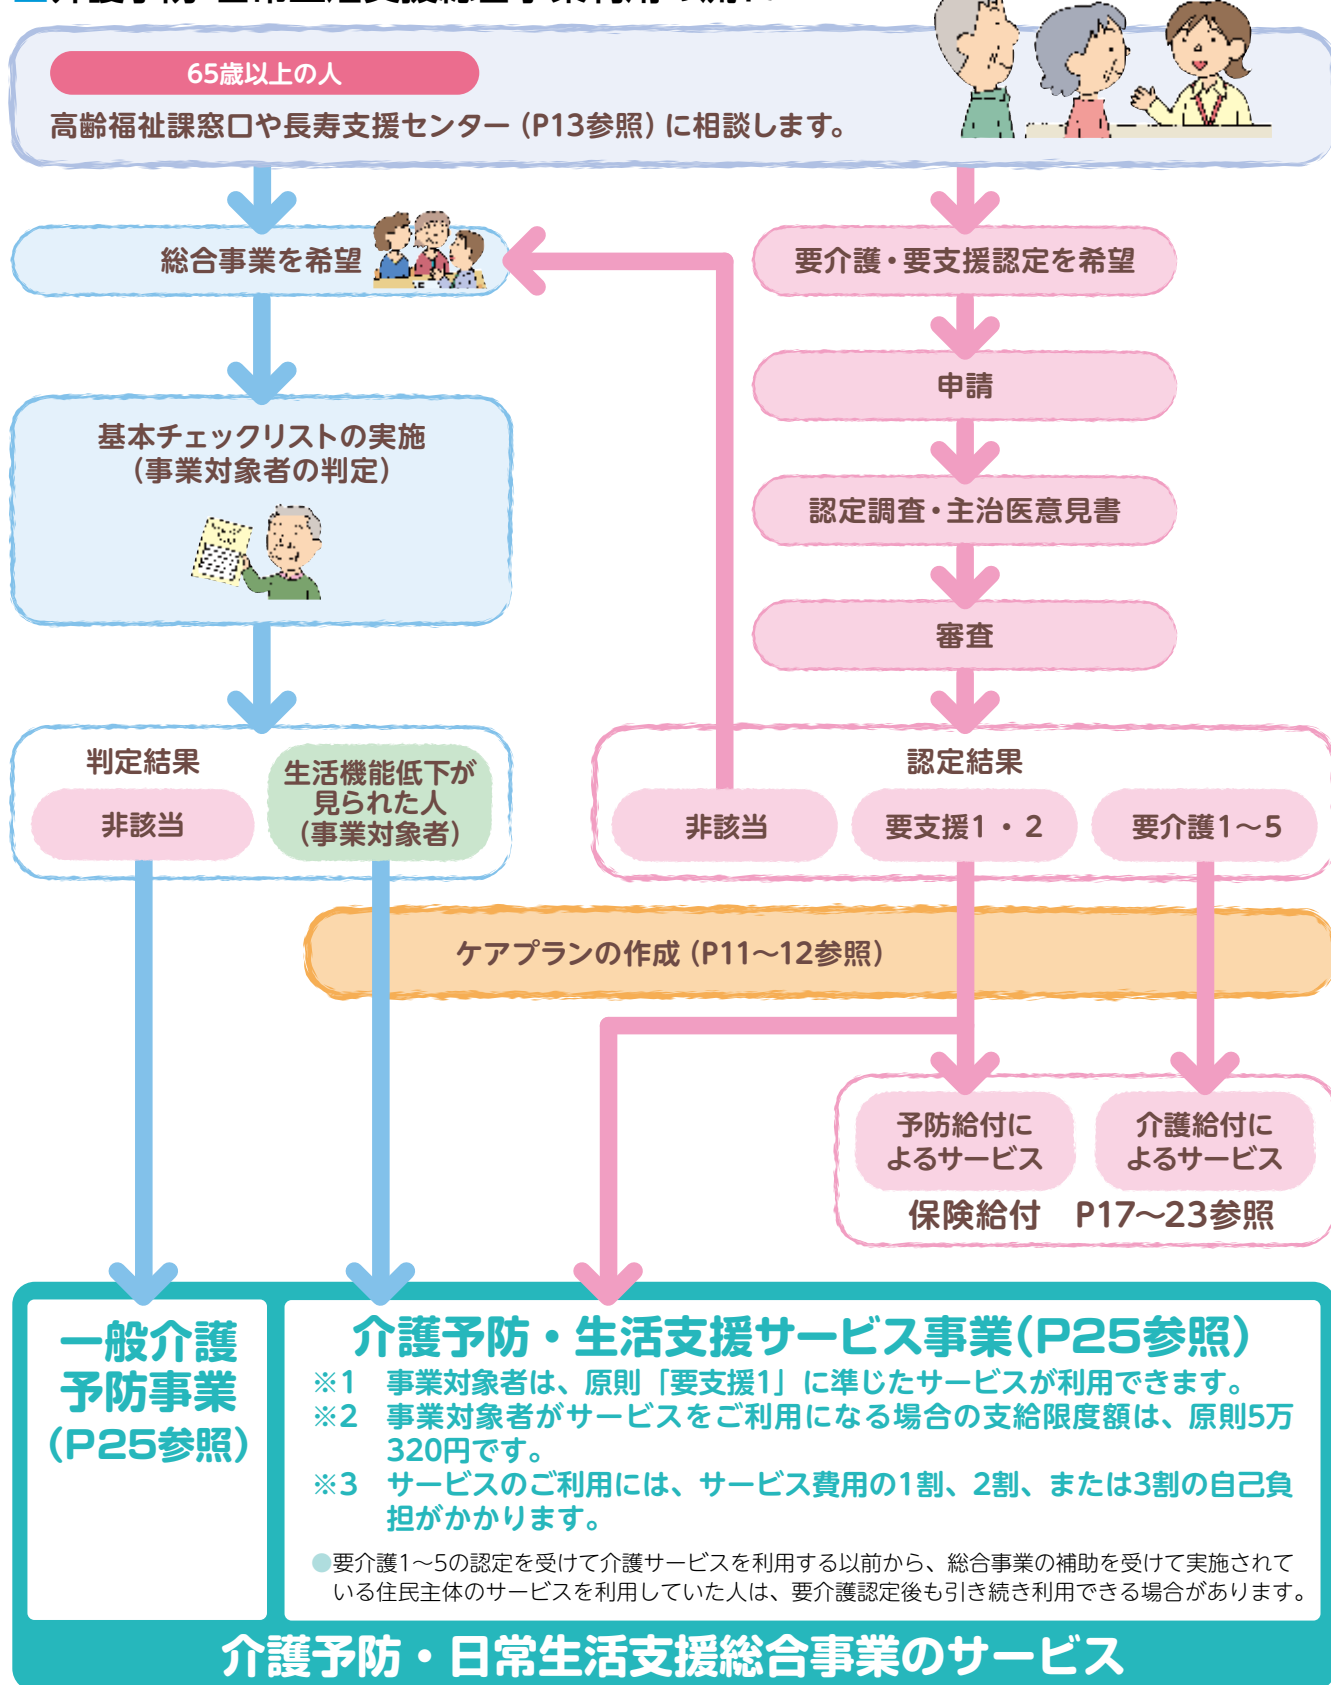 65歳以上の人
高齢福祉課窓口や長寿支援センター（P13参照）に相談します。
総合事業を希望
要介護・要支援認定を希望
申請
基本チェックリストの実施
（事業対象者の判定）
認定調査・主治医意見書
審査
判定結果
非該当
生活機能低下が
見られた人
（事業対象者）
認定結果
非該当
要支援1・2
要介護1～5
ケアプランの作成（P11～12参照）
予防給付に
よるサービス
介護給付に
よるサービス
保険給付　P17～23参照
一般介護
予防事業
（P25参照）
介護予防・生活支援サービス事業（P25参照）
※1　事業対象者は、原則「要支援1」に準じたサービスが利用できます。
※2　事業対象者がサービスをご利用になる場合の支給限度額は、原則5万
320円です。
※3　サービスのご利用には、サービス費用の1割、2割、または3割の自己負
担がかかります。
●要介護1～5の認定を受けて介護サービスを利用する以前から、総合事業の補助を受けて実施されて
いる住民主体のサービスを利用していた人は、要介護認定後も引き続き利用できる場合があります。
介護予防・日常生活支援総合事業のサービス